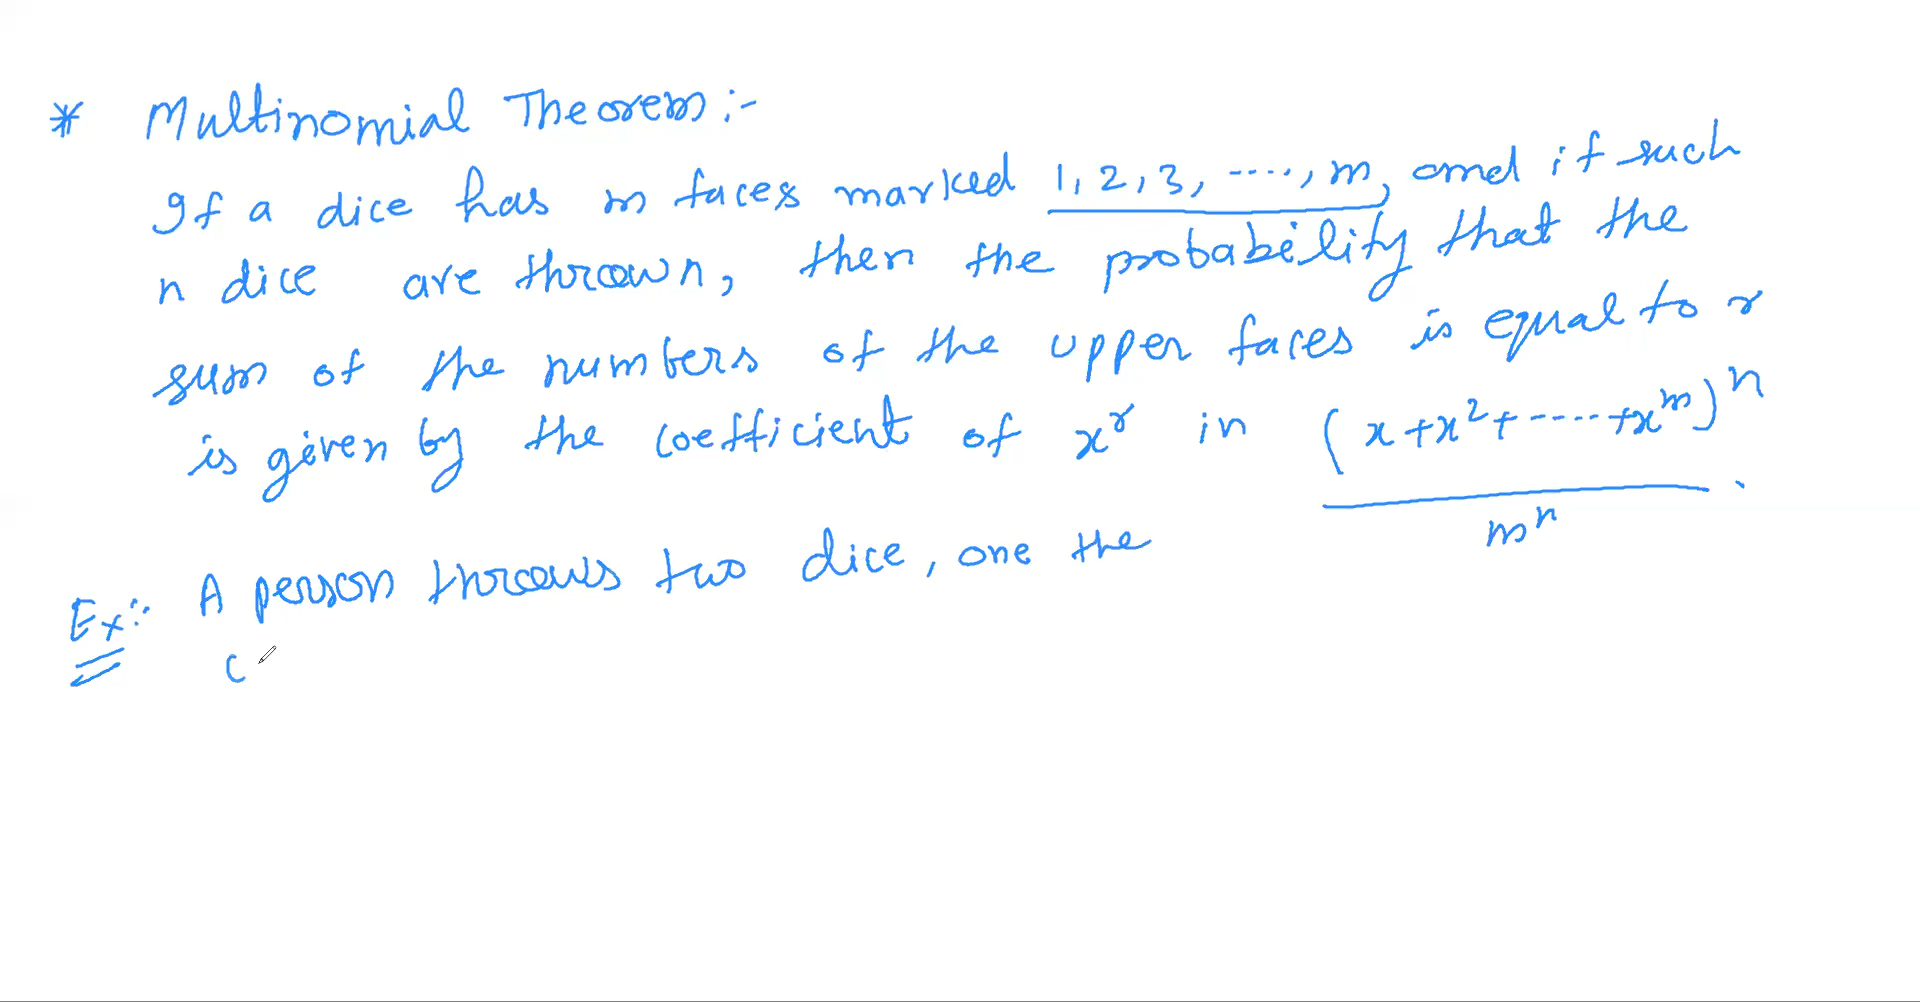 * Multinomial Theorem :-
If a dice has m faces marked 1, 2, 3, ....., m, and if such
n dice are thrown, then the probability that the
sum of the numbers of the upper faces is equal to r
is given by the coefficient of x^r in (x+x^2+-----+x^m)^n / m^n .
Ex:- A person throws two dice, one the
c